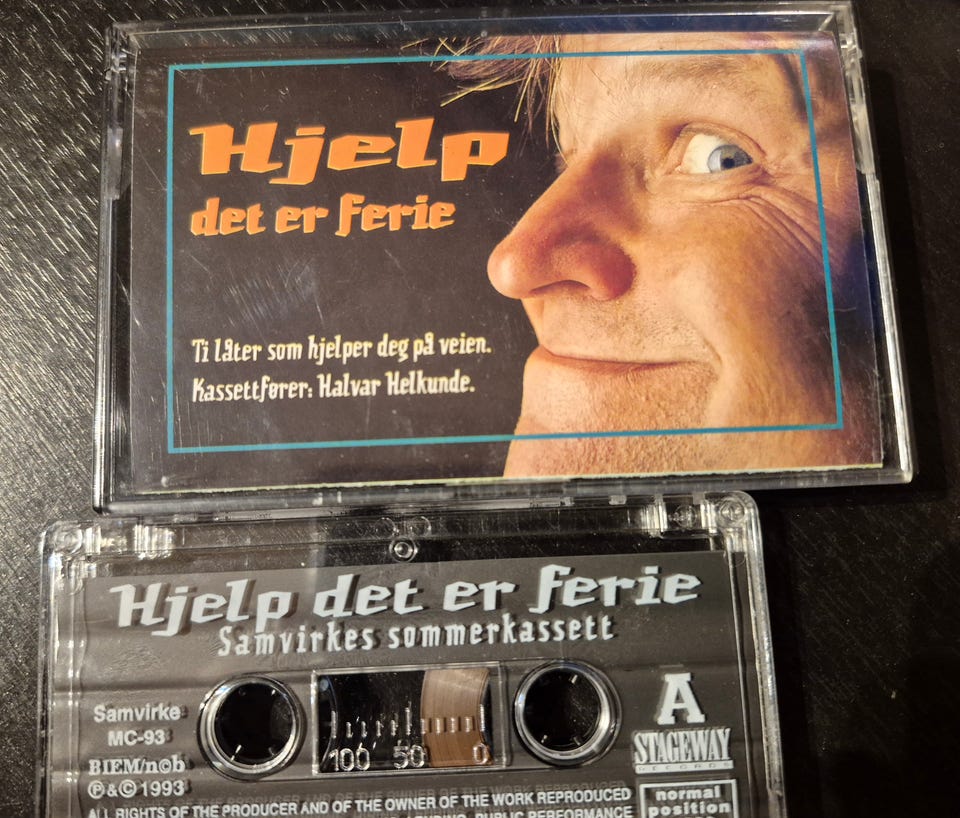 Hjelp
det er ferie
Ti låter som hjelper deg på veien.
Kassettfører: Halvar Helkunde.
Hjelp det er ferie
Samvirkes sommerkassett
A
Samvirke
MC-93
100 50 0
STAGEWAY
RECORDS
BIEM/n©b
℗&© 1993
normal
position
ALL RIGHTS OF THE PRODUCER AND OF THE OWNER OF THE WORK REPRODUCED
PUBLIC PERFORMANCE